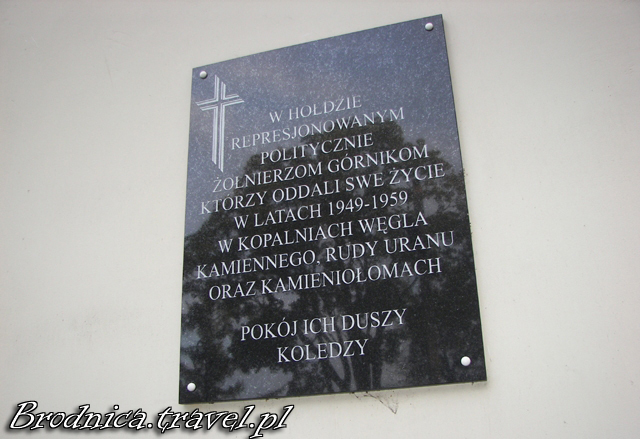 W HOŁDZIE
REPRESJONOWANYM
POLITYCZNIE
ŻOŁNIERZOM GÓRNIKOM
KTÓRZY ODDALI SWE ŻYCIE
W LATACH 1949-1959
W KOPALNIACH WĘGLA
KAMIENNEGO, RUDY URANU
ORAZ KAMIENIOŁOMACH
POKÓJ ICH DUSZY
KOLEDZY
Brodnica.travel.pl